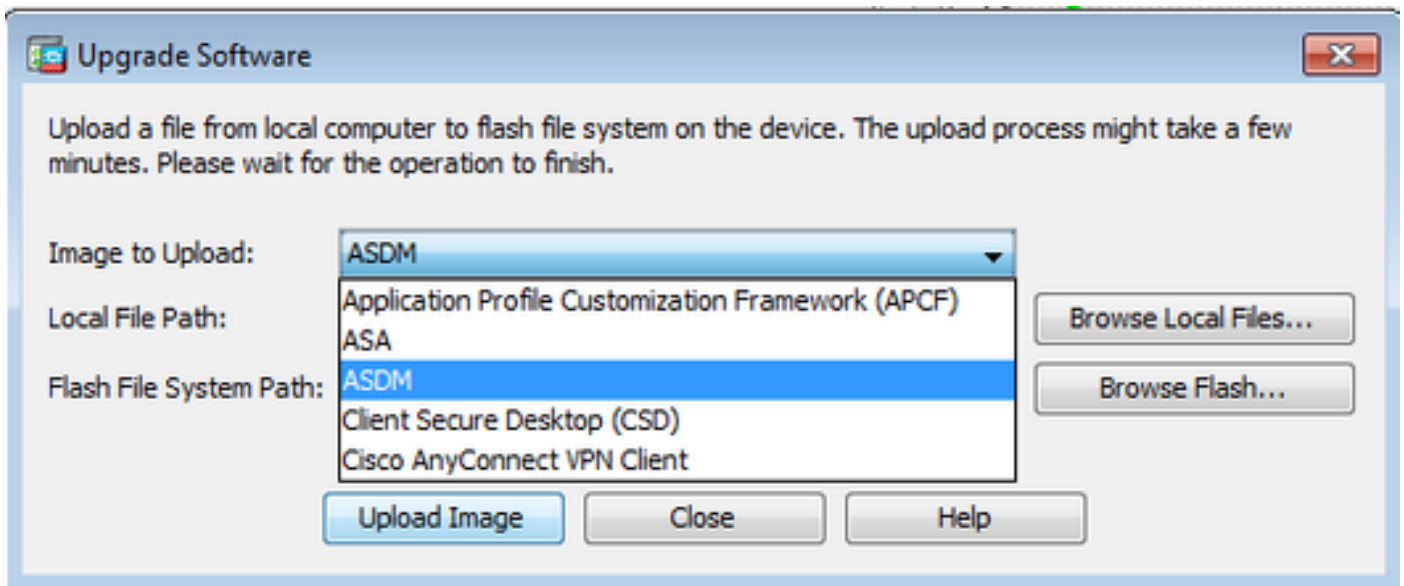 Upgrade Software
Upload a file from local computer to flash file system on the device. The upload process might take a few
minutes. Please wait for the operation to finish.
Image to Upload: ASDM
Application Profile Customization Framework (APCF)
Local File Path: Browse Local Files...
ASA
ASDM
Flash File System Path: Browse Flash...
Client Secure Desktop (CSD)
Cisco AnyConnect VPN Client
Upload Image Close Help